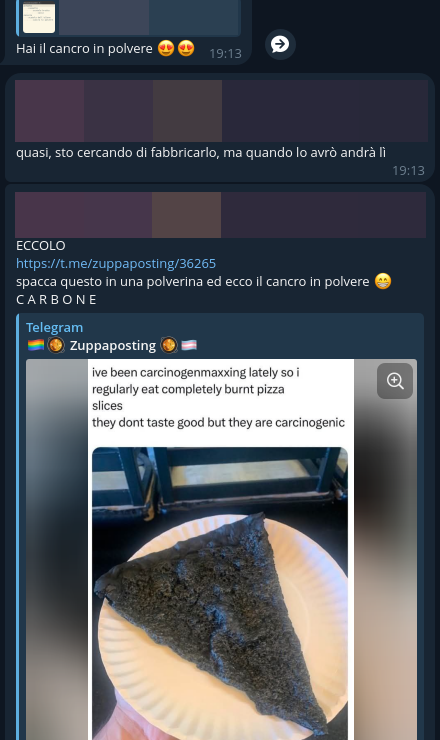 Hai il cancro in polvere 😍😍
19:13
quasi, sto cercando di fabbricarlo, ma quando lo avrò andrà lì
19:13
ECCOLO
https://t.me/zuppaposting/36265
spacca questo in una polverina ed ecco il cancro in polvere 😁
C A R B O N E
Telegram
🏳️‍🌈🥘 Zuppaposting 🥘🏳️‍⚧️
ive been carcinogenmaxxing lately so i
regularly eat completely burnt pizza
slices
they dont taste good but they are carcinogenic